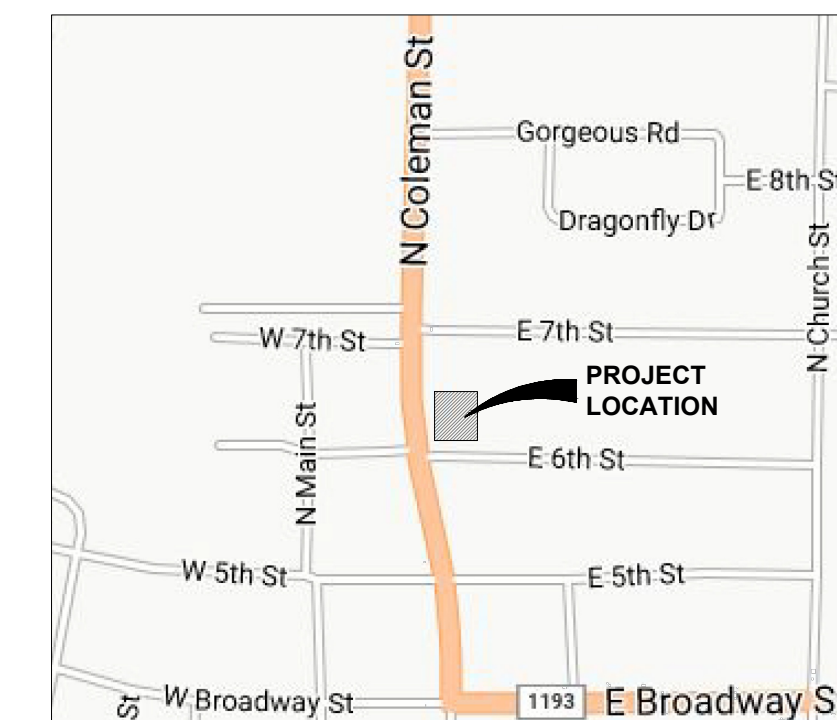 N Coleman St
Gorgeous Rd
E 8th St
Dragonfly Dr
N Church St
W 7th St
E 7th St
PROJECT
LOCATION
N Main St
E 6th St
W 5th St
E 5th St
St
W Broadway St
1193
E Broadway S